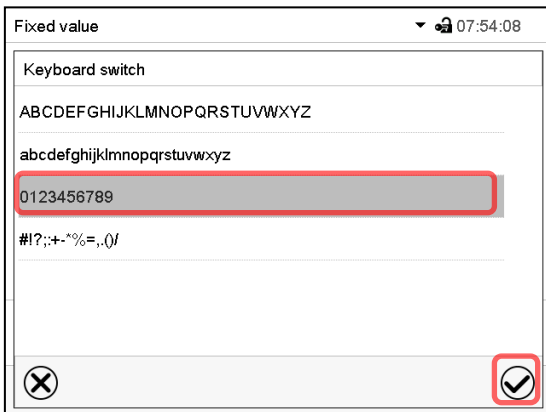 Fixed value 07:54:08
Keyboard switch
ABCDEFGHIJKLMNOPQRSTUVWXYZ
abcdefghijklmnopqrstuvwxyz
0123456789
#!?;:+-*%=,.()/